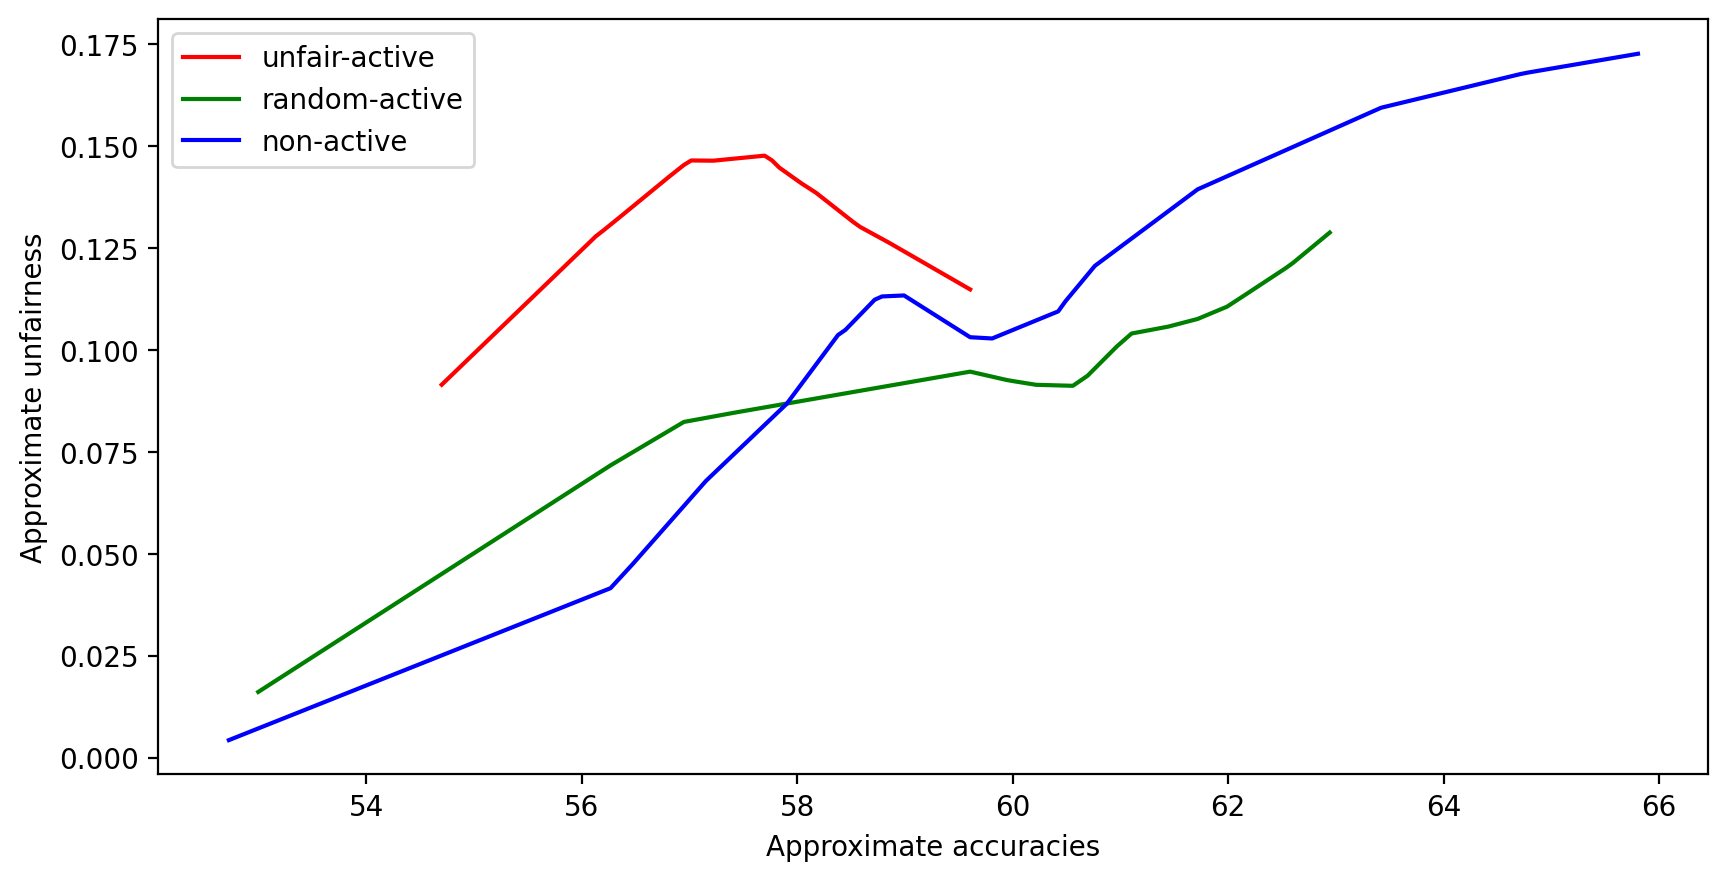 unfair-active
random-active
non-active
0.175
0.150
0.125
0.100
0.075
0.050
0.025
0.000
Approximate unfairness
54 56 58 60 62 64 66
Approximate accuracies